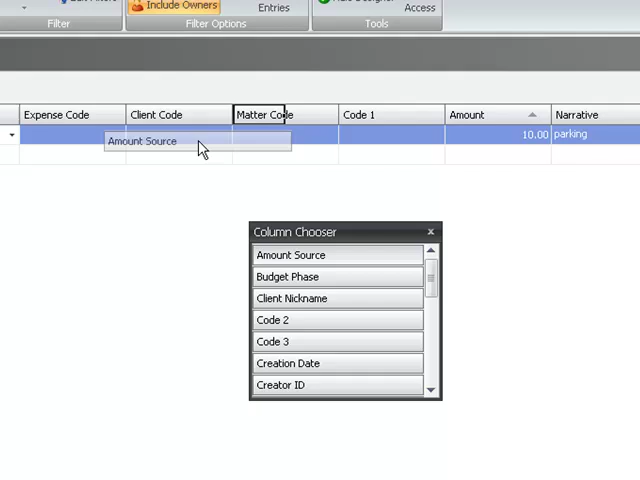 Include Owners
Entries
Access
Filter
Filter Options
Tools
Expense Code
Client Code
Matter Code
Code 1
Amount
Narrative
Amount Source
10.00
parking
Column Chooser
x
Amount Source
Budget Phase
Client Nickname
Code 2
Code 3
Creation Date
Creator ID